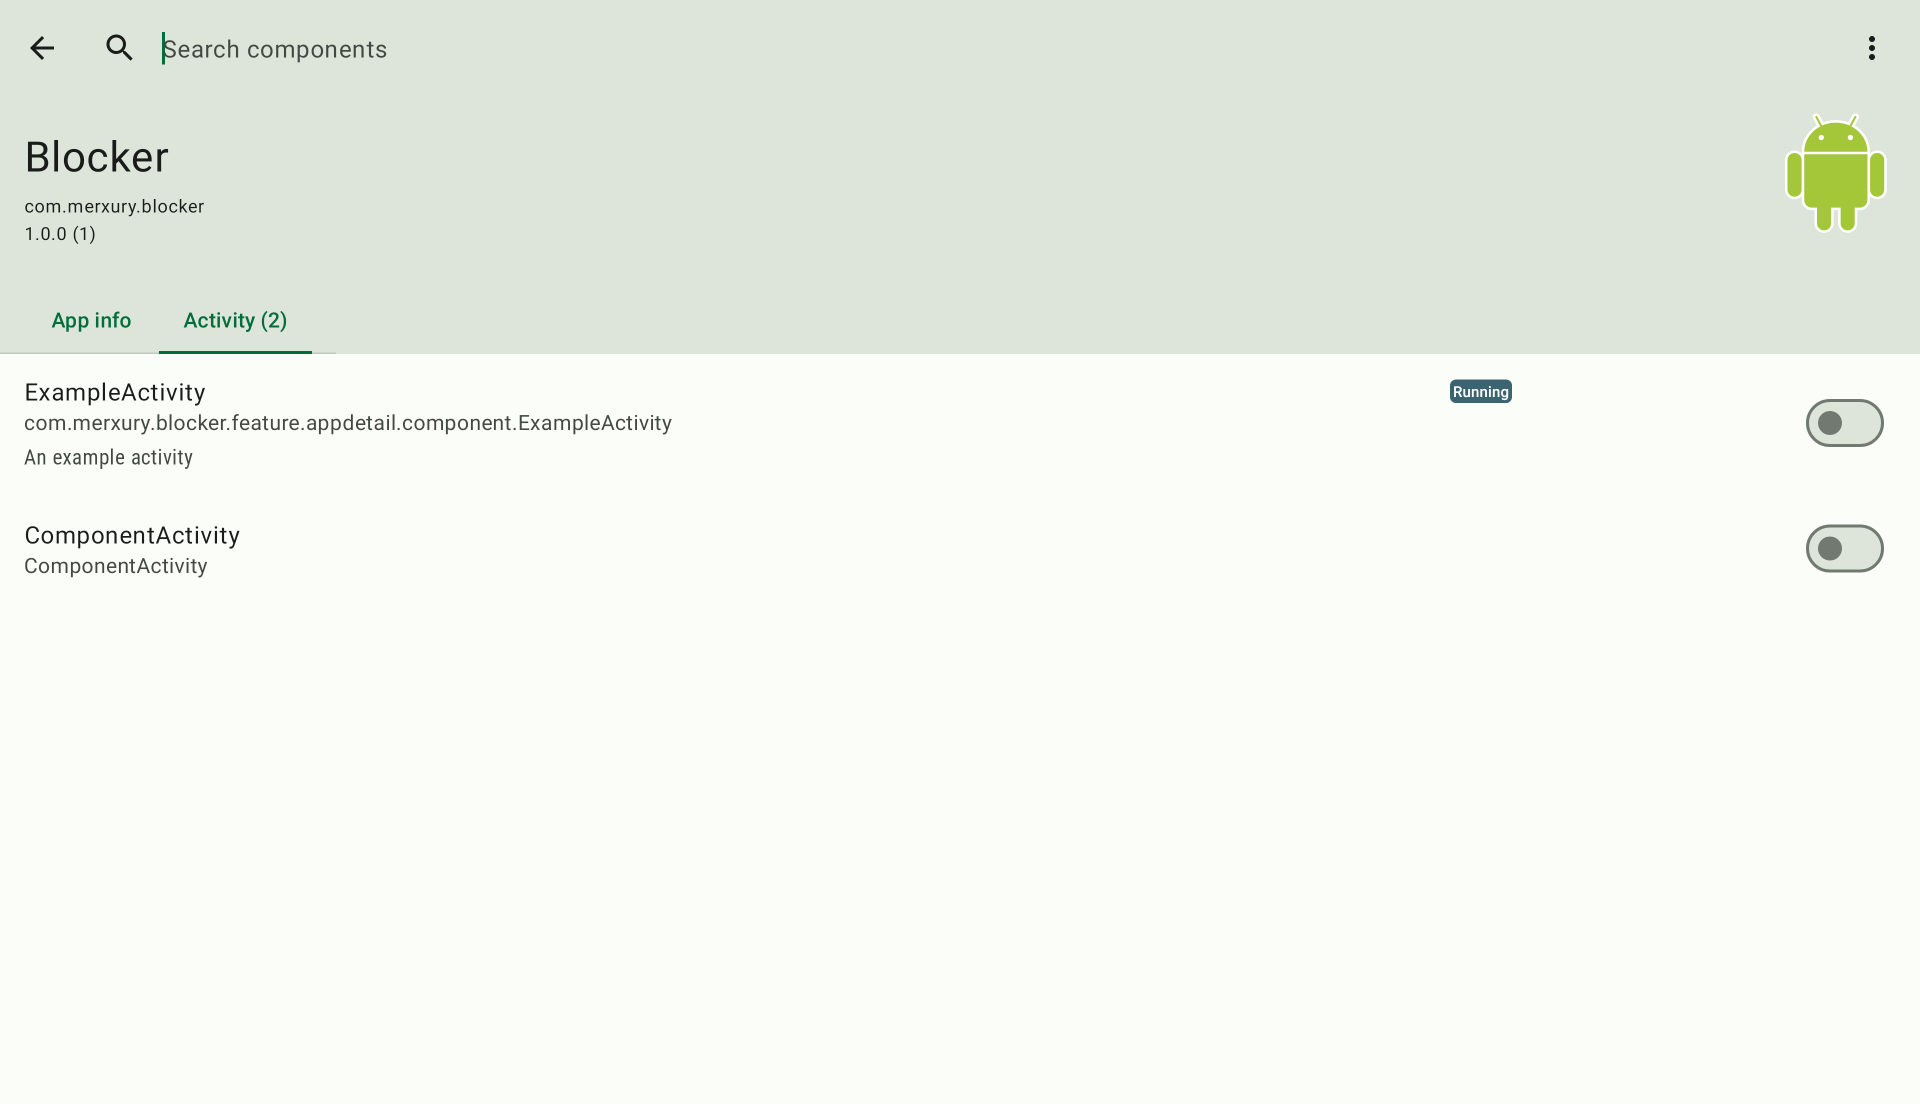 Search components
Blocker
com.merxury.blocker
1.0.0 (1)
App info
Activity (2)
ExampleActivity
Running
com.merxury.blocker.feature.appdetail.component.ExampleActivity
An example activity
ComponentActivity
ComponentActivity